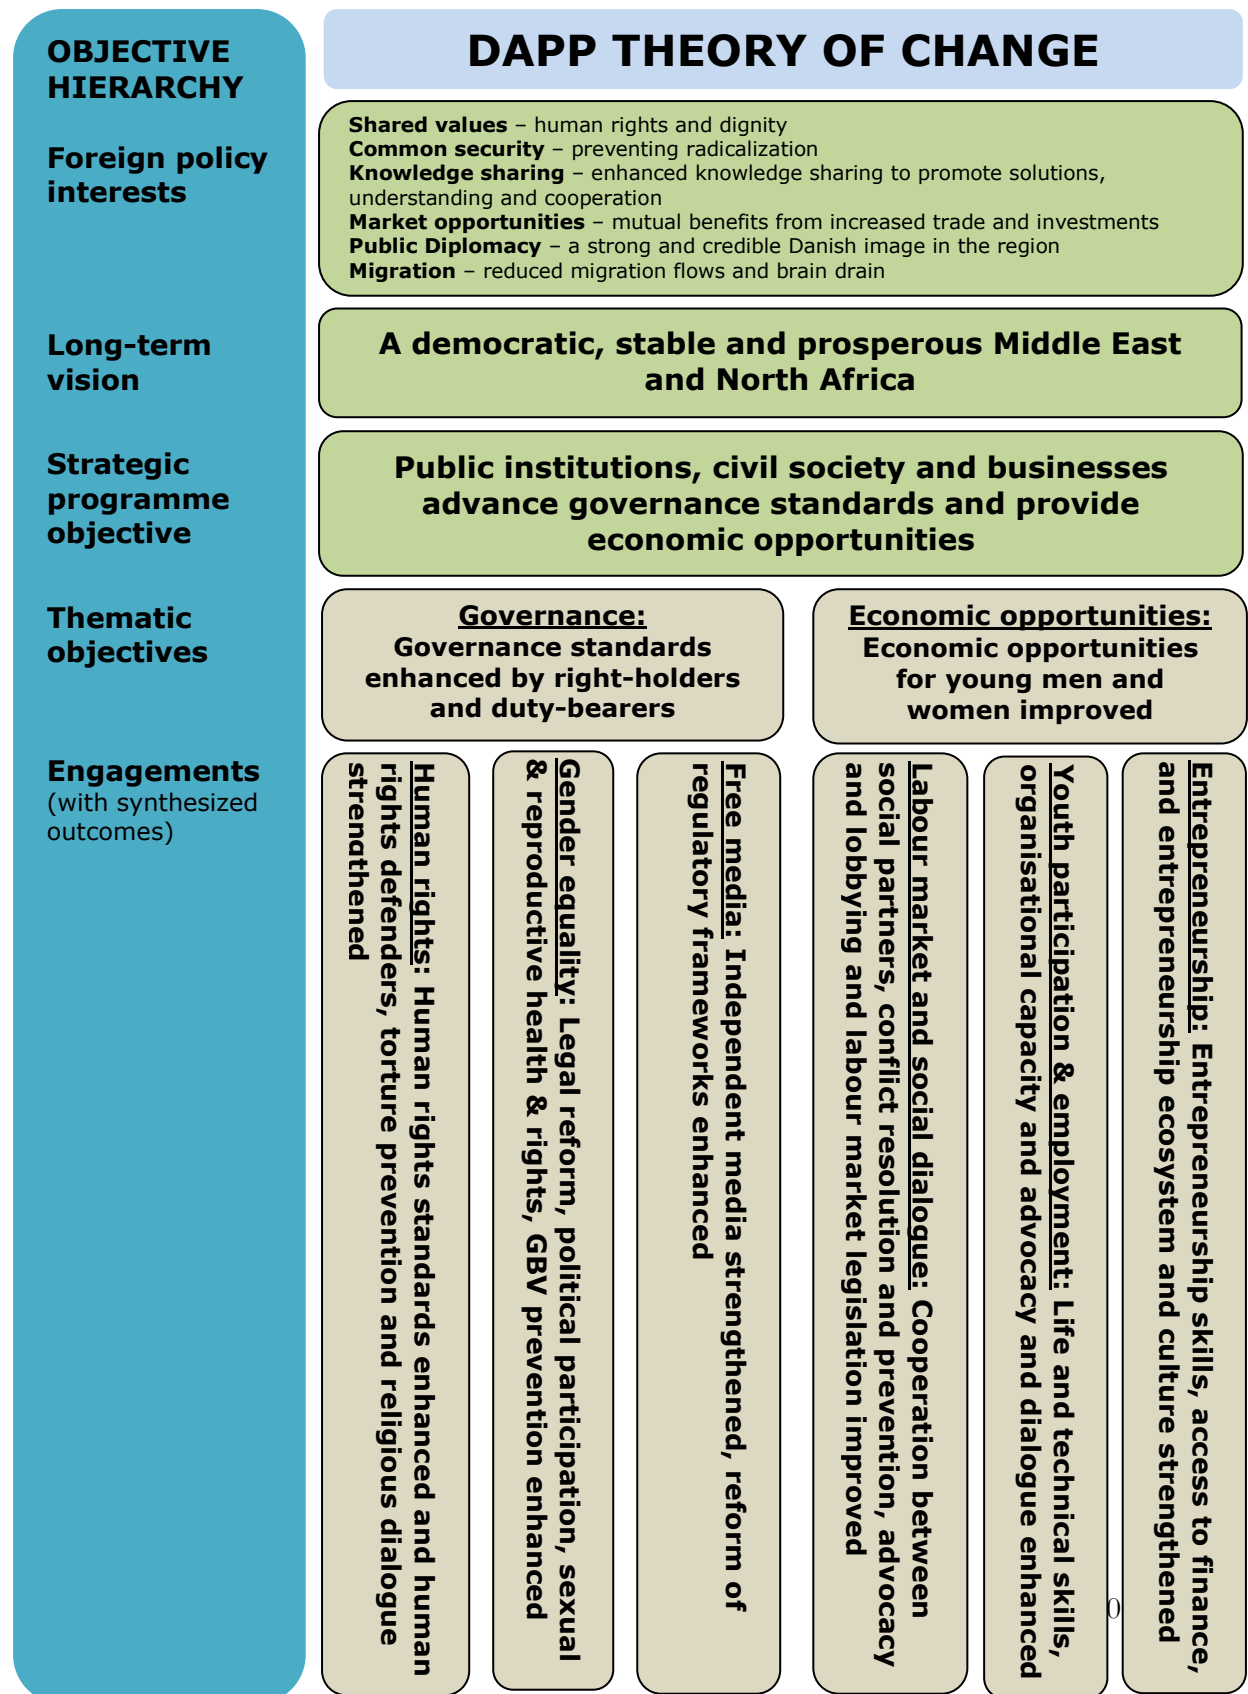 OBJECTIVE
HIERARCHY
DAPP THEORY OF CHANGE
Foreign policy
interests
Shared values – human rights and dignity
Common security – preventing radicalization
Knowledge sharing – enhanced knowledge sharing to promote solutions,
understanding and cooperation
Market opportunities – mutual benefits from increased trade and investments
Public Diplomacy – a strong and credible Danish image in the region
Migration – reduced migration flows and brain drain
Long-term
vision
A democratic, stable and prosperous Middle East
and North Africa
Strategic
programme
objective
Public institutions, civil society and businesses
advance governance standards and provide
economic opportunities
Thematic
objectives
Governance:
Governance standards
enhanced by right-holders
and duty-bearers
Economic opportunities:
Economic opportunities
for young men and
women improved
Engagements
(with synthesized
outcomes)
Human rights: Human rights standards enhanced and human
rights defenders, torture prevention and religious dialogue
strengthened
Gender equality: Legal reform, political participation, sexual
& reproductive health & rights, GBV prevention enhanced
Free media: Independent media strengthened, reform of
regulatory frameworks enhanced
Labour market and social dialogue: Cooperation between
social partners, conflict resolution and prevention, advocacy
and lobbying and labour market legislation improved
Youth participation & employment: Life and technical skills,
organisational capacity and advocacy and dialogue enhanced
Entrepreneurship: Entrepreneurship skills, access to finance,
and entrepreneurship ecosystem and culture strengthened
0